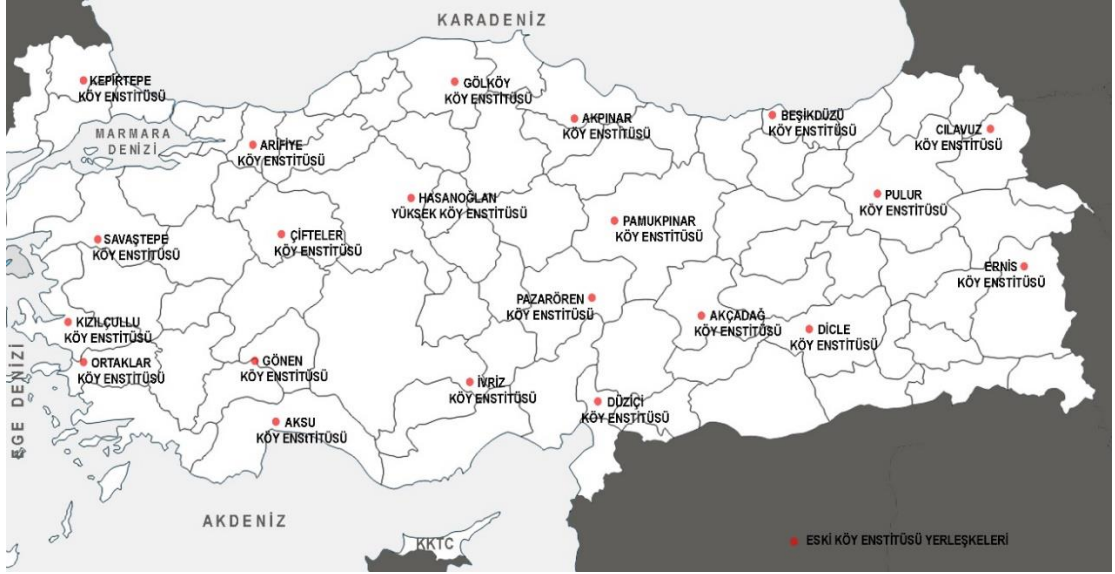 KARADENİZ
KEPİRTEPE
KÖY ENSTİTÜSÜ
GÖLKÖY
KÖY ENSTİTÜSÜ
AKPINAR
KÖY ENSTİTÜSÜ
BEŞİKDÜZÜ
KÖY ENSTİTÜSÜ
CILAVUZ
KÖY ENSTİTÜSÜ
MARMARA
DENİZİ
ARİFİYE
KÖY ENSTİTÜSÜ
HASANOĞLAN
YÜKSEK KÖY ENSTİTÜSÜ
PULUR
KÖY ENSTİTÜSÜ
PAMUKPINAR
KÖY ENSTİTÜSÜ
SAVAŞTEPE
KÖY ENSTİTÜSÜ
ÇİFTELER
KÖY ENSTİTÜSÜ
ERNİS
KÖY ENSTİTÜSÜ
PAZARÖREN
KÖY ENSTİTÜSÜ
AKÇADAĞ
KÖY ENSTİTÜSÜ
DİCLE
KÖY ENSTİTÜSÜ
KIZILÇULLU
KÖY ENSTİTÜSÜ
ORTAKLAR
KÖY ENSTİTÜSÜ
GÖNEN
KÖY ENSTİTÜSÜ
İVRİZ
KÖY ENSTİTÜSÜ
DÜZİÇİ
KÖY ENSTİTÜSÜ
AKSU
KÖY ENSTİTÜSÜ
EGE DENİZİ
AKDENİZ
KKTC
ESKİ KÖY ENSTİTÜSÜ YERLEŞKELERİ